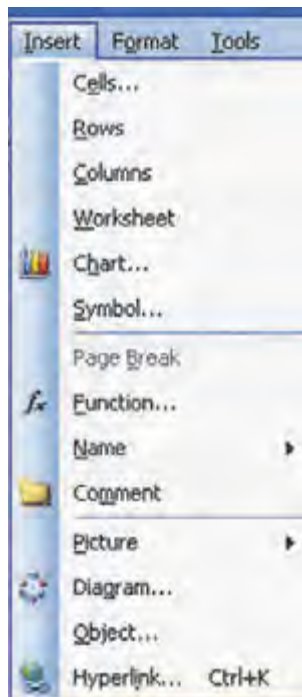 Insert Format Tools
Cells...
Rows
Columns
Worksheet
Chart...
Symbol...
Page Break
fx Function...
Name
Comment
Picture
Diagram...
Object...
Hyperlink... Ctrl+K